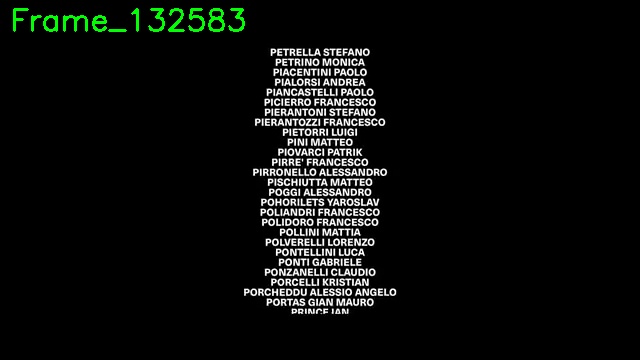 Frame_132583
PETRELLA STEFANO
PETRINO MONICA
PIACENTINI PAOLO
PIALORSI ANDREA
PIANCASTELLI PAOLO
PICIERRO FRANCESCO
PIERANTONI STEFANO
PIERANTOZZI FRANCESCO
PIETORRI LUIGI
PINI MATTEO
PIOVARCI PATRIK
PIRRE' FRANCESCO
PIRRONELLO ALESSANDRO
PISCHIUTTA MATTEO
POGGI ALESSANDRO
POHORILETS YAROSLAV
POLIANDRI FRANCESCO
POLIDORO FRANCESCO
POLLINI MATTIA
POLVERELLI LORENZO
PONTELLINI LUCA
PONTI GABRIELE
PONZANELLI CLAUDIO
PORCELLI KRISTIAN
PORCHEDDU ALESSIO ANGELO
PORTAS GIAN MAURO
PRINCE IAN